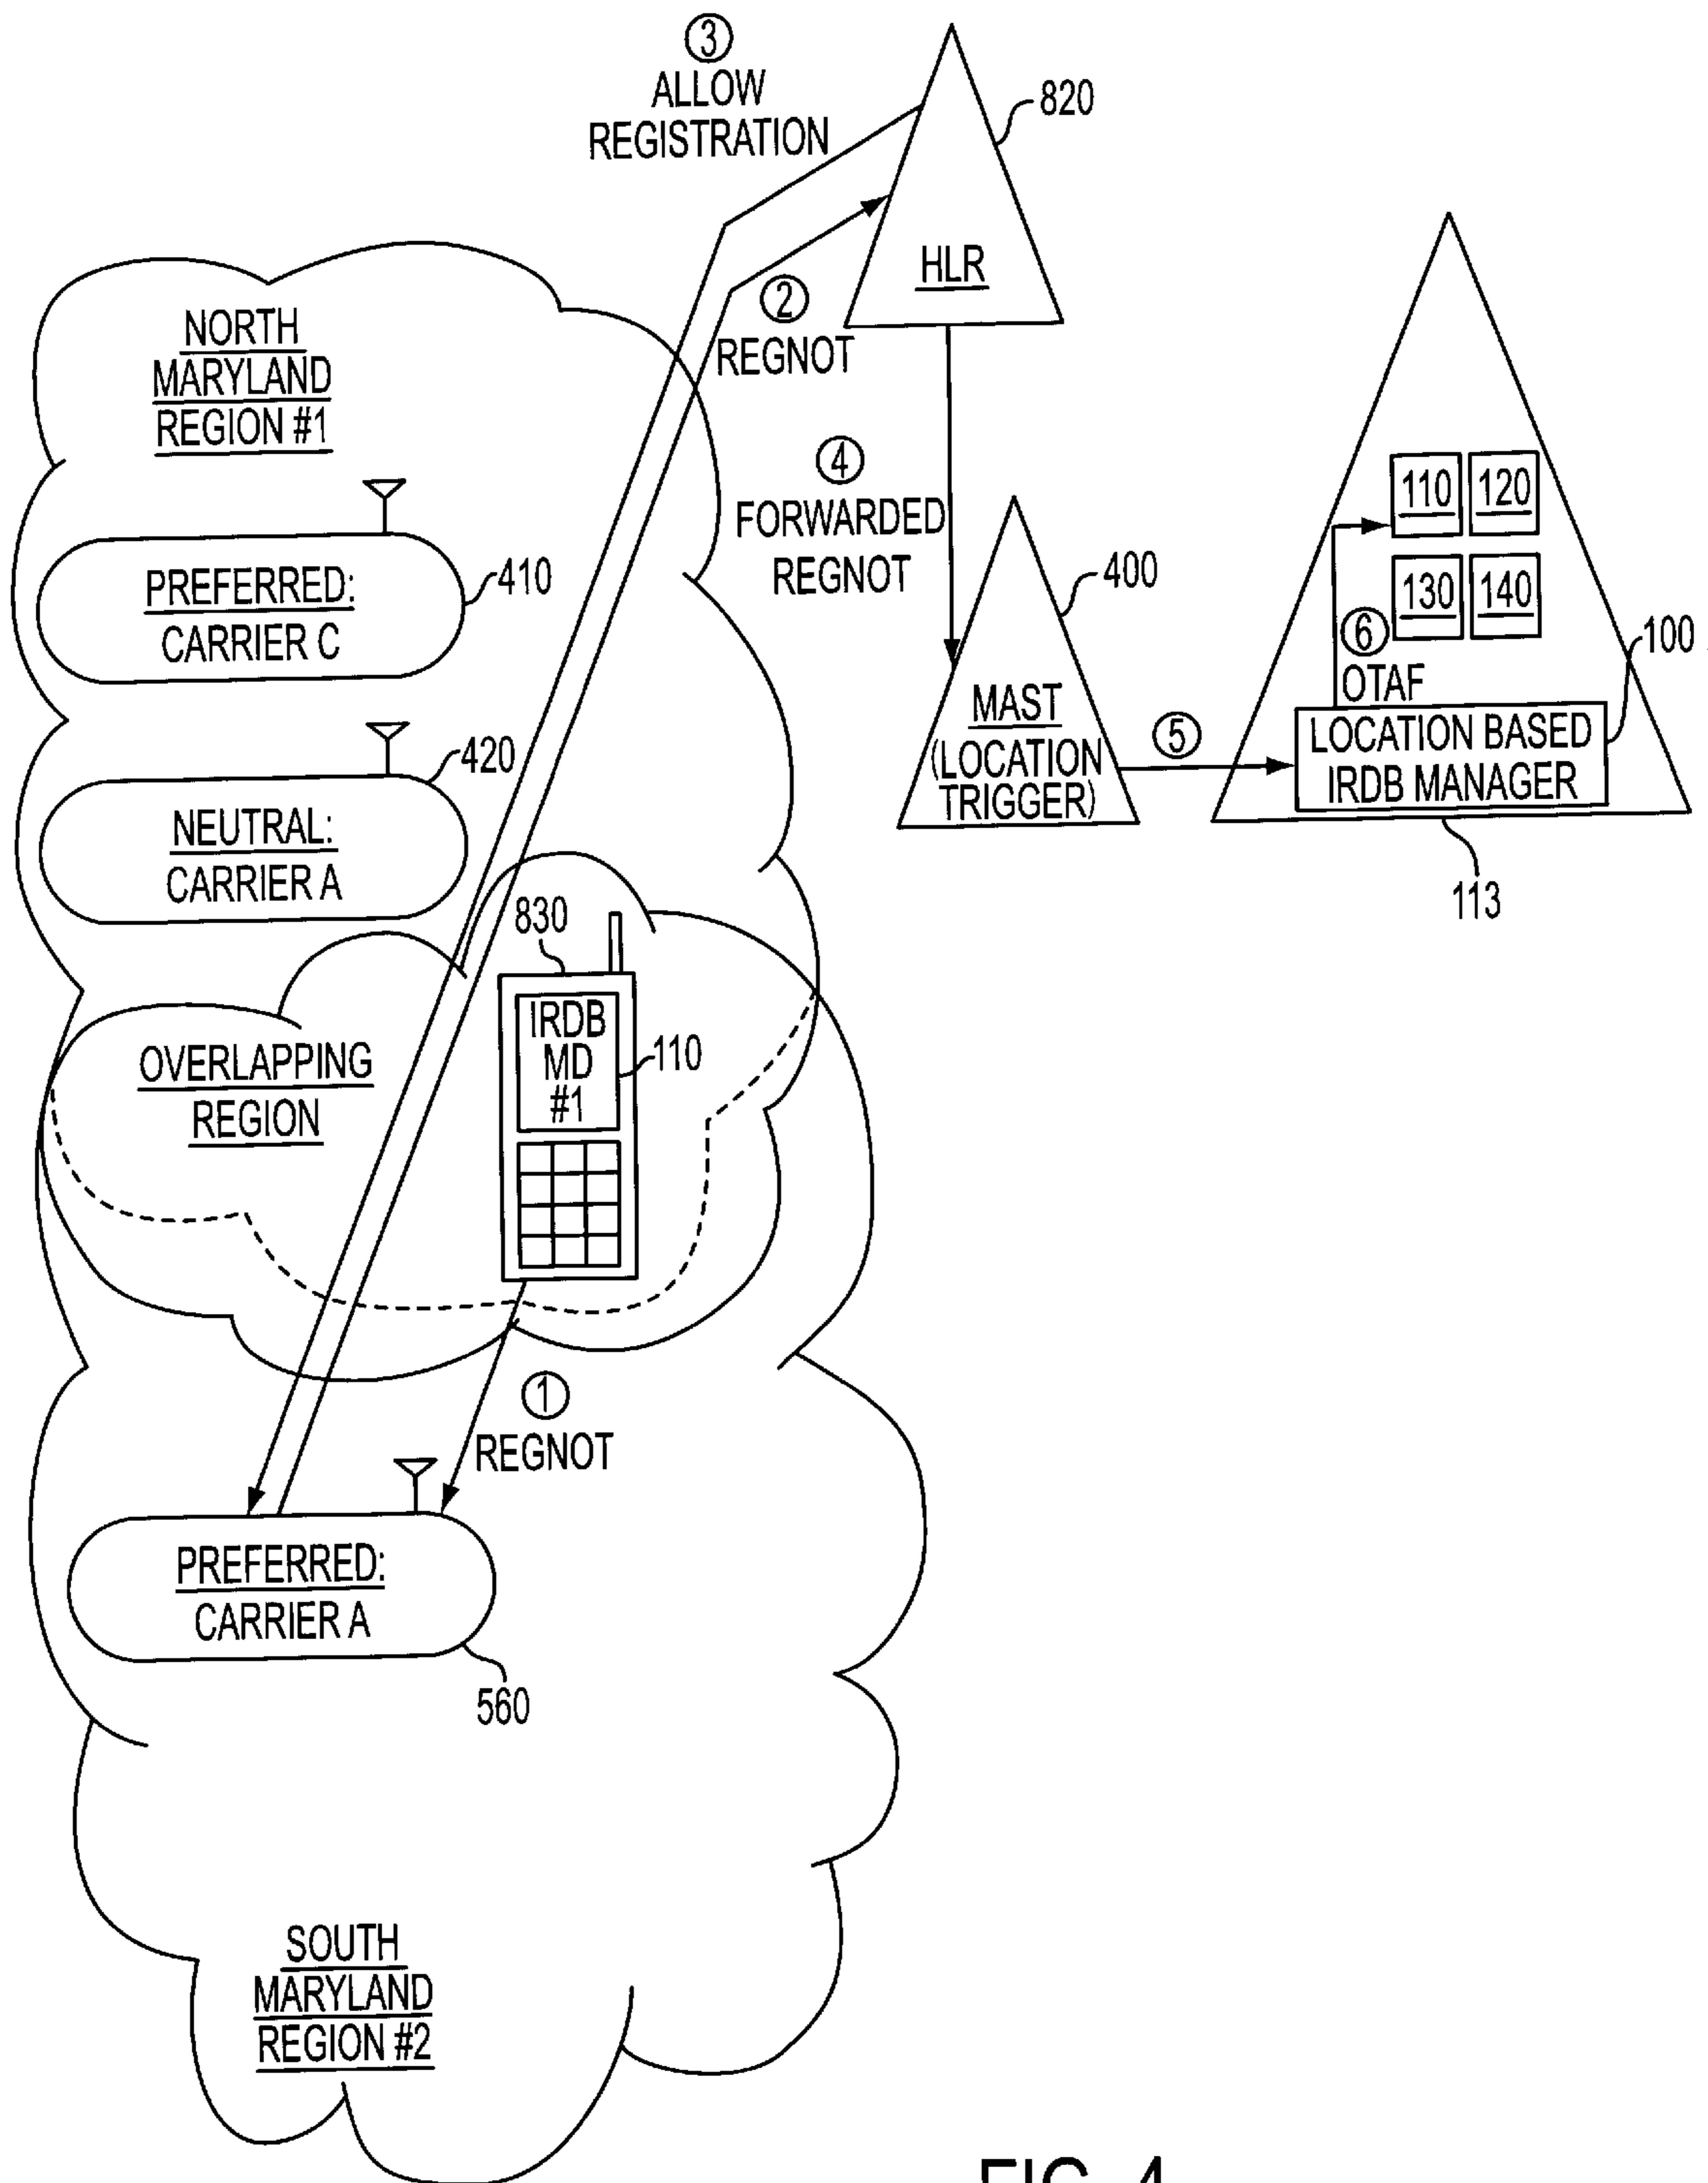 ③
ALLOW
REGISTRATION
820
HLR
②
REGNOT
NORTH
MARYLAND
REGION #1
④
FORWARDED
REGNOT
110
120
130
140
PREFERRED:
CARRIER C
410
400
100
⑥
OTAF
MAST
(LOCATION
TRIGGER)
⑤
LOCATION BASED
IRDB MANAGER
113
NEUTRAL:
CARRIER A
420
830
IRDB
MD
#1
110
OVERLAPPING
REGION
①
REGNOT
PREFERRED:
CARRIER A
560
SOUTH
MARYLAND
REGION #2
FIG. 4